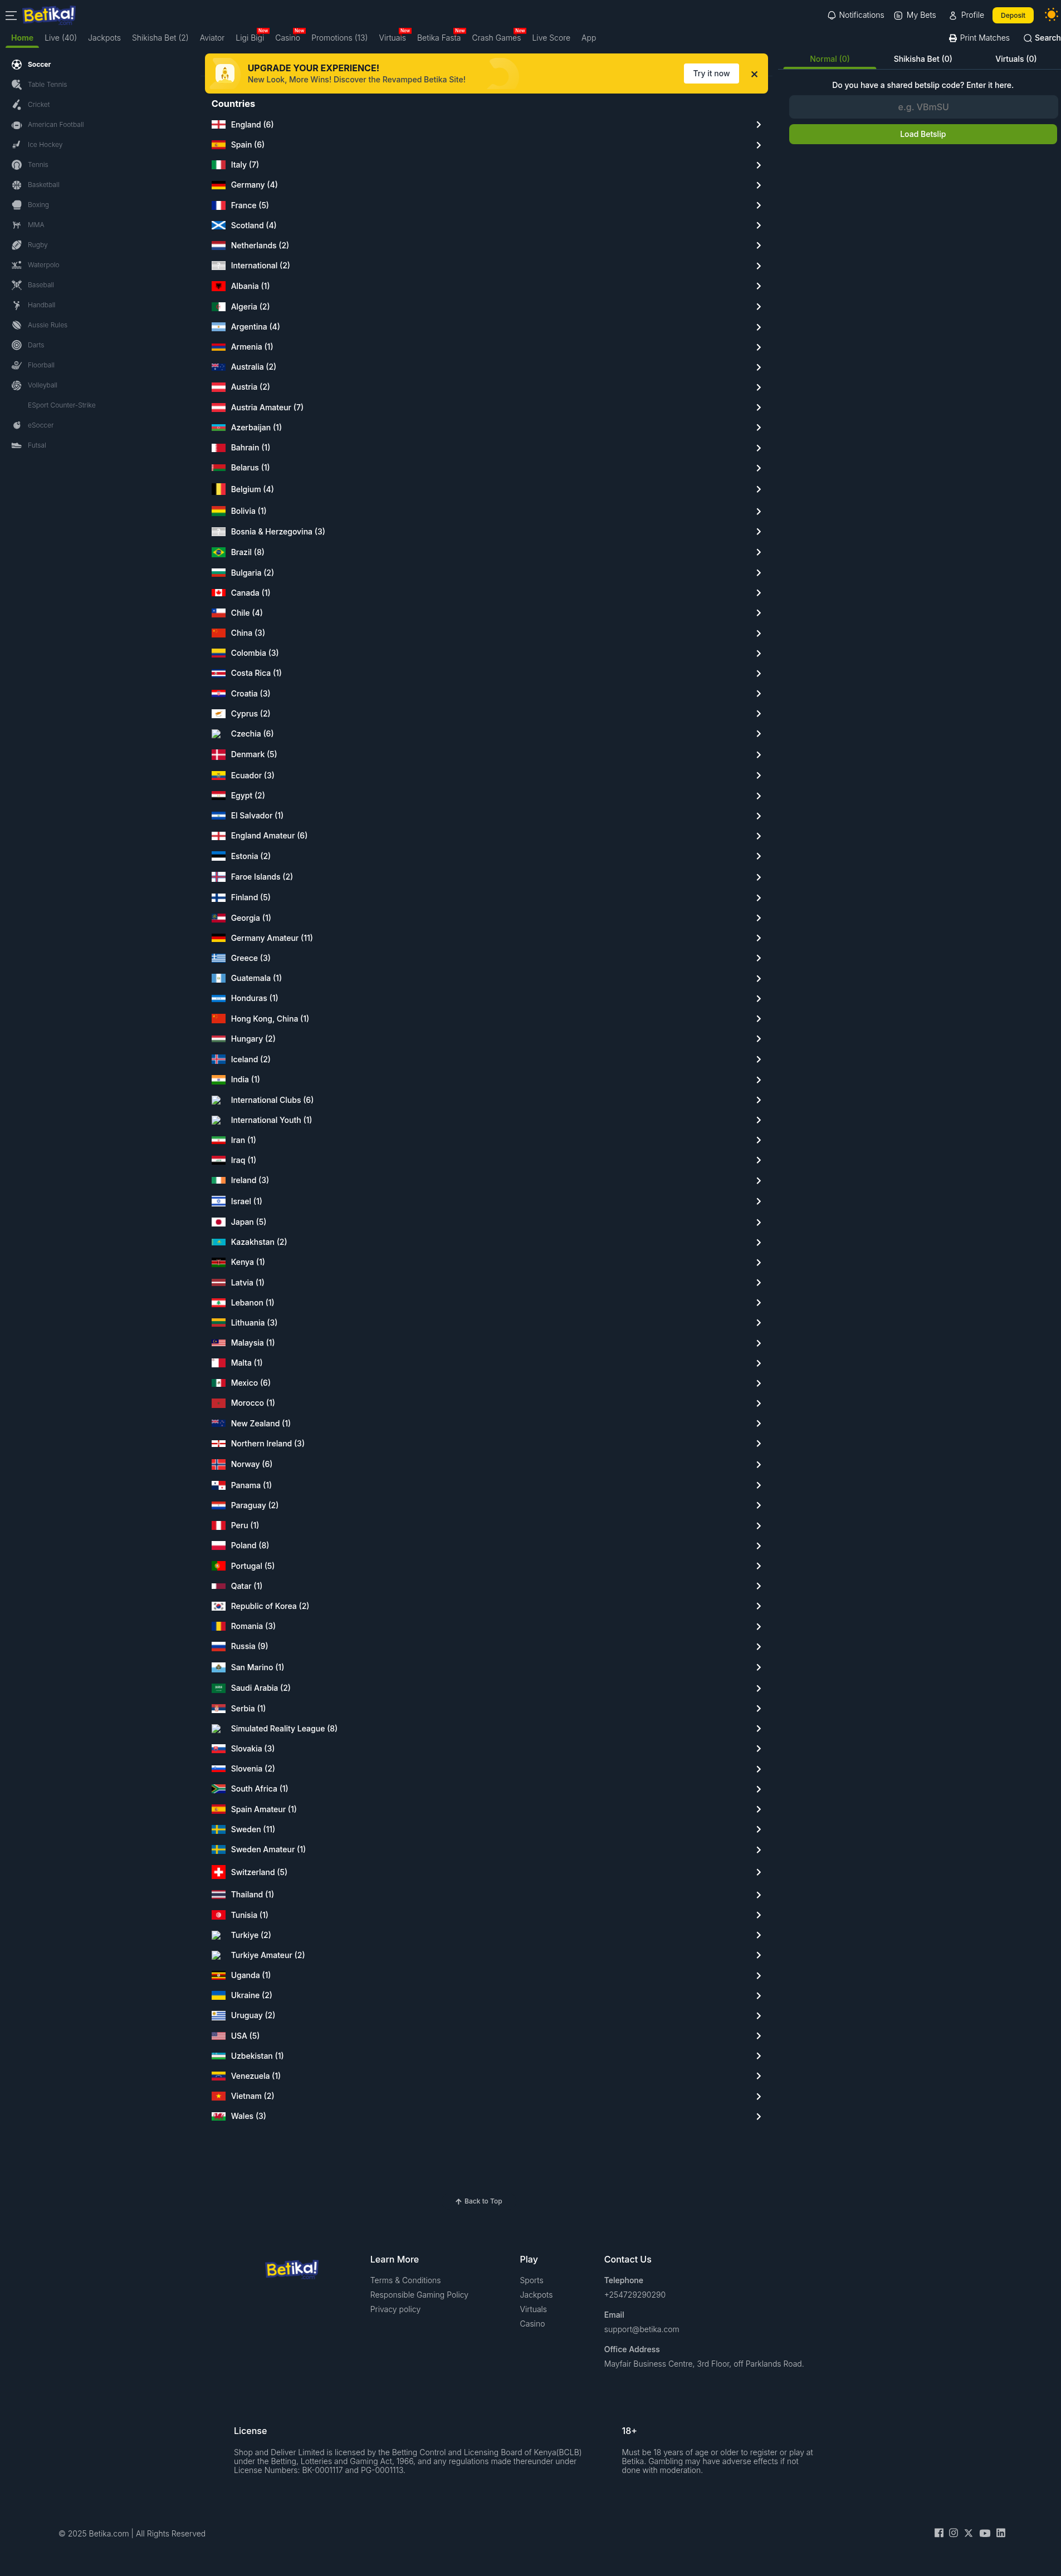 Betika!
Notifications
My Bets
Profile
Deposit
Home
Live (40)
Jackpots
Shikisha Bet (2)
Aviator
Ligi Bigi
New
Casino
New
Promotions (13)
Virtuals
New
Betika Fasta
New
Crash Games
New
Live Score
App
Print Matches
Search
Soccer
Table Tennis
Cricket
American Football
Ice Hockey
Tennis
Basketball
Boxing
MMA
Rugby
Waterpolo
Baseball
Handball
Aussie Rules
Darts
Floorball
Volleyball
ESport Counter-Strike
eSoccer
Futsal
UPGRADE YOUR EXPERIENCE!
New Look, More Wins! Discover the Revamped Betika Site!
Try it now
Countries
England (6)
Spain (6)
Italy (7)
Germany (4)
France (5)
Scotland (4)
Netherlands (2)
International (2)
Albania (1)
Algeria (2)
Argentina (4)
Armenia (1)
Australia (2)
Austria (2)
Austria Amateur (7)
Azerbaijan (1)
Bahrain (1)
Belarus (1)
Belgium (4)
Bolivia (1)
Bosnia & Herzegovina (3)
Brazil (8)
Bulgaria (2)
Canada (1)
Chile (4)
China (3)
Colombia (3)
Costa Rica (1)
Croatia (3)
Cyprus (2)
Czechia (6)
Denmark (5)
Ecuador (3)
Egypt (2)
El Salvador (1)
England Amateur (6)
Estonia (2)
Faroe Islands (2)
Finland (5)
Georgia (1)
Germany Amateur (11)
Greece (3)
Guatemala (1)
Honduras (1)
Hong Kong, China (1)
Hungary (2)
Iceland (2)
India (1)
International Clubs (6)
International Youth (1)
Iran (1)
Iraq (1)
Ireland (3)
Israel (1)
Japan (5)
Kazakhstan (2)
Kenya (1)
Latvia (1)
Lebanon (1)
Lithuania (3)
Malaysia (1)
Malta (1)
Mexico (6)
Morocco (1)
New Zealand (1)
Northern Ireland (3)
Norway (6)
Panama (1)
Paraguay (2)
Peru (1)
Poland (8)
Portugal (5)
Qatar (1)
Republic of Korea (2)
Romania (3)
Russia (9)
San Marino (1)
Saudi Arabia (2)
Serbia (1)
Simulated Reality League (8)
Slovakia (3)
Slovenia (2)
South Africa (1)
Spain Amateur (1)
Sweden (11)
Sweden Amateur (1)
Switzerland (5)
Thailand (1)
Tunisia (1)
Turkiye (2)
Turkiye Amateur (2)
Uganda (1)
Ukraine (2)
Uruguay (2)
USA (5)
Uzbekistan (1)
Venezuela (1)
Vietnam (2)
Wales (3)
Normal (0)
Shikisha Bet (0)
Virtuals (0)
Do you have a shared betslip code? Enter it here.
e.g. VBmSU
Load Betslip
Back to Top
Betika!
Learn More
Terms & Conditions
Responsible Gaming Policy
Privacy policy
Play
Sports
Jackpots
Virtuals
Casino
Contact Us
Telephone
+254729290290
Email
support@betika.com
Office Address
Mayfair Business Centre, 3rd Floor, off Parklands Road.
License
Shop and Deliver Limited is licensed by the Betting Control and Licensing Board of Kenya(BCLB)
under the Betting, Lotteries and Gaming Act, 1966, and any regulations made thereunder under
License Numbers: BK-0001117 and PG-0001113.
18+
Must be 18 years of age or older to register or play at
Betika. Gambling may have adverse effects if not
done with moderation.
© 2025 Betika.com | All Rights Reserved